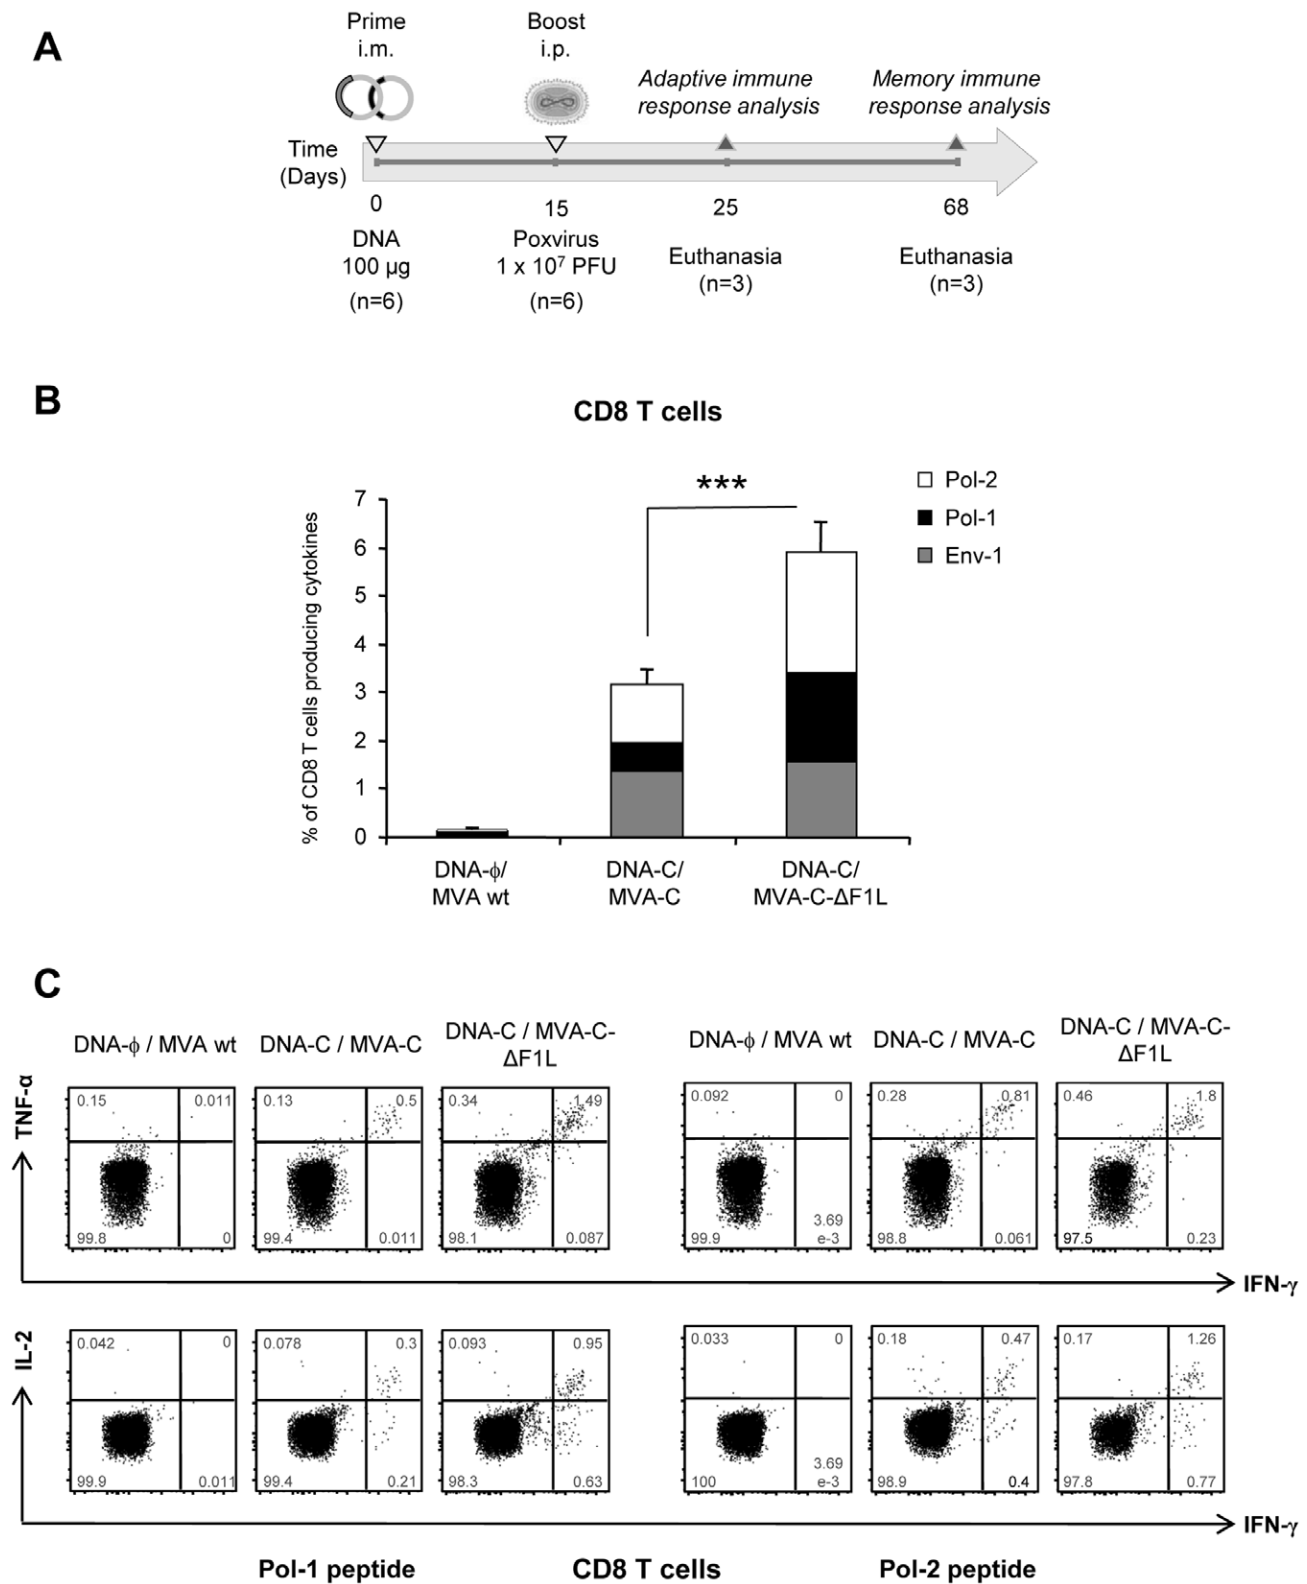 A
Prime
i.m.
Boost
i.p.
Adaptive immune
response analysis
Memory immune
response analysis
Time
(Days)
0
15
25
68
DNA
100 µg
(n=6)
Poxvirus
1 x 10⁷ PFU
(n=6)
Euthanasia
(n=3)
Euthanasia
(n=3)
B
CD8 T cells
% of CD8 T cells producing cytokines
7
6
5
4
3
2
1
0
***
Pol-2
Pol-1
Env-1
DNA-ϕ/
MVA wt
DNA-C/
MVA-C
DNA-C/
MVA-C-ΔF1L
C
DNA-ϕ / MVA wt
DNA-C / MVA-C
DNA-C / MVA-C-
ΔF1L
DNA-ϕ / MVA wt
DNA-C / MVA-C
DNA-C / MVA-C-
ΔF1L
TNF-α
0.15 0.011
99.8 0
0.13 0.5
99.4 0.011
0.34 1.49
98.1 0.087
0.092 0
99.9 3.69
e-3
0.28 0.81
98.8 0.061
0.46 1.8
97.5 0.23
IFN-γ
IL-2
0.042 0
99.9 0.011
0.078 0.3
99.4 0.21
0.093 0.95
98.3 0.63
0.033 0
100 3.69
e-3
0.18 0.47
98.9 0.4
0.17 1.26
97.8 0.77
IFN-γ
Pol-1 peptide
CD8 T cells
Pol-2 peptide